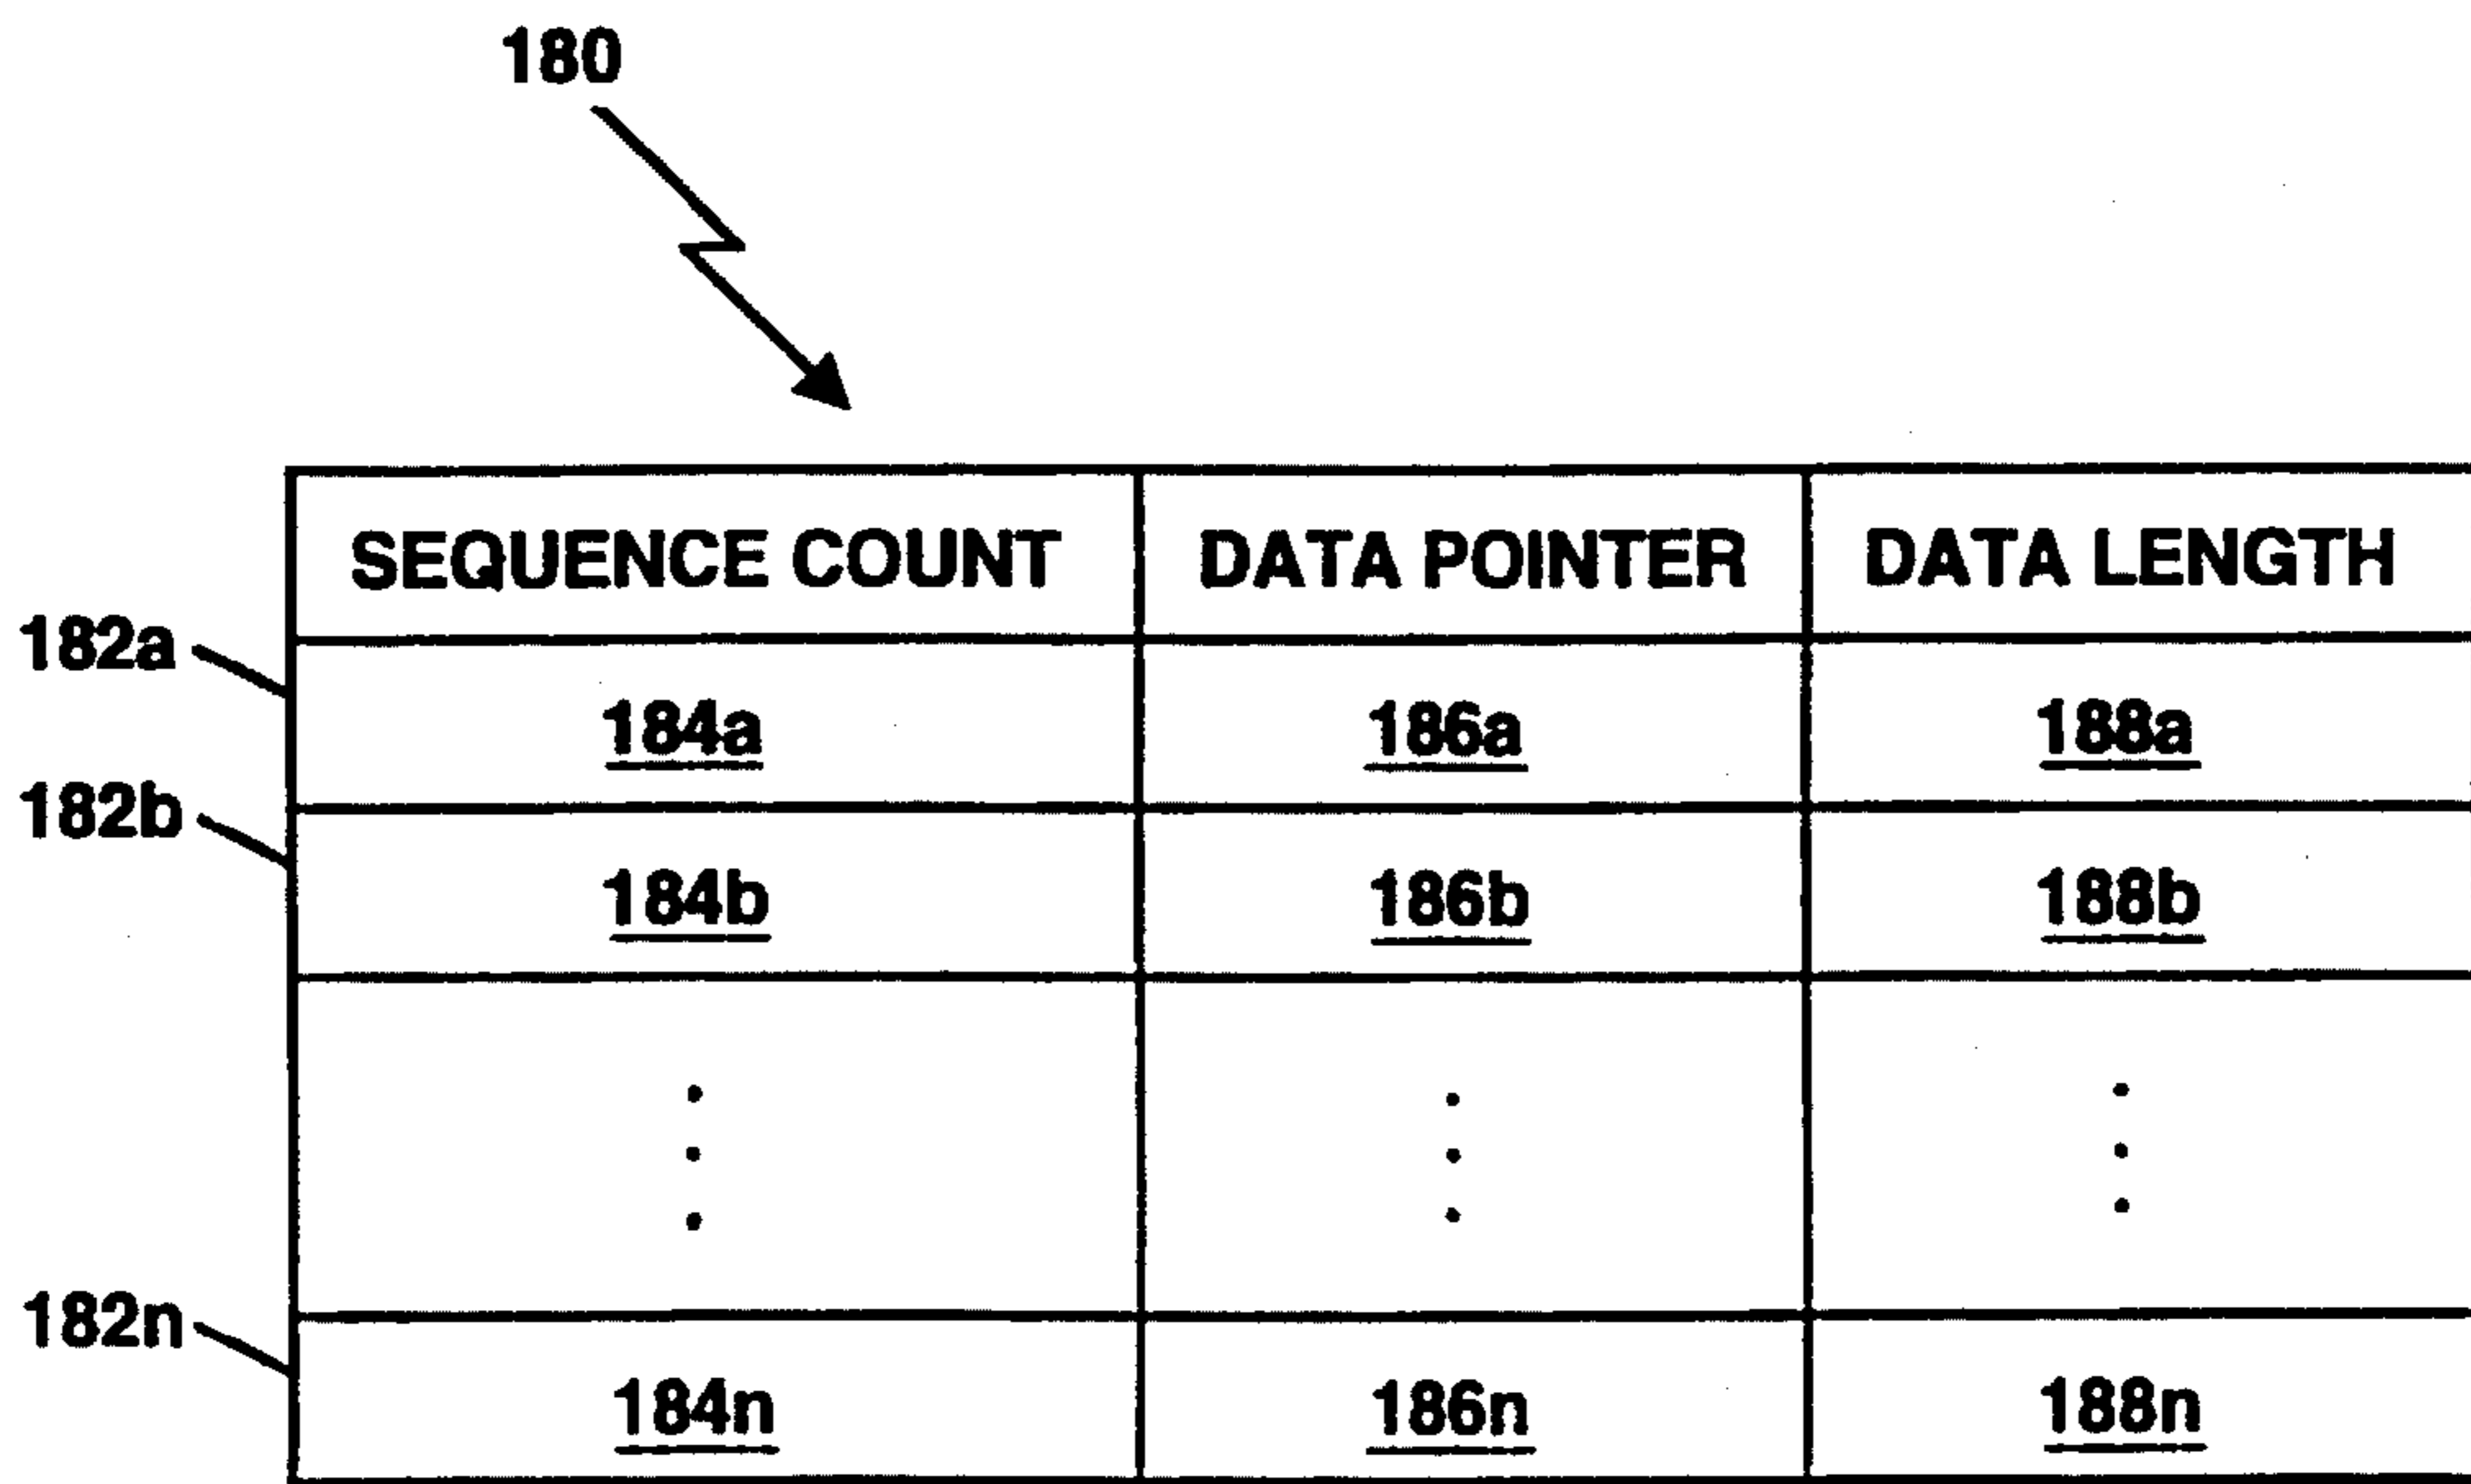 180
SEQUENCE COUNT DATA POINTER DATA LENGTH
182a
184a 186a 188a
182b
184b 186b 188b
182n
184n 186n 188n